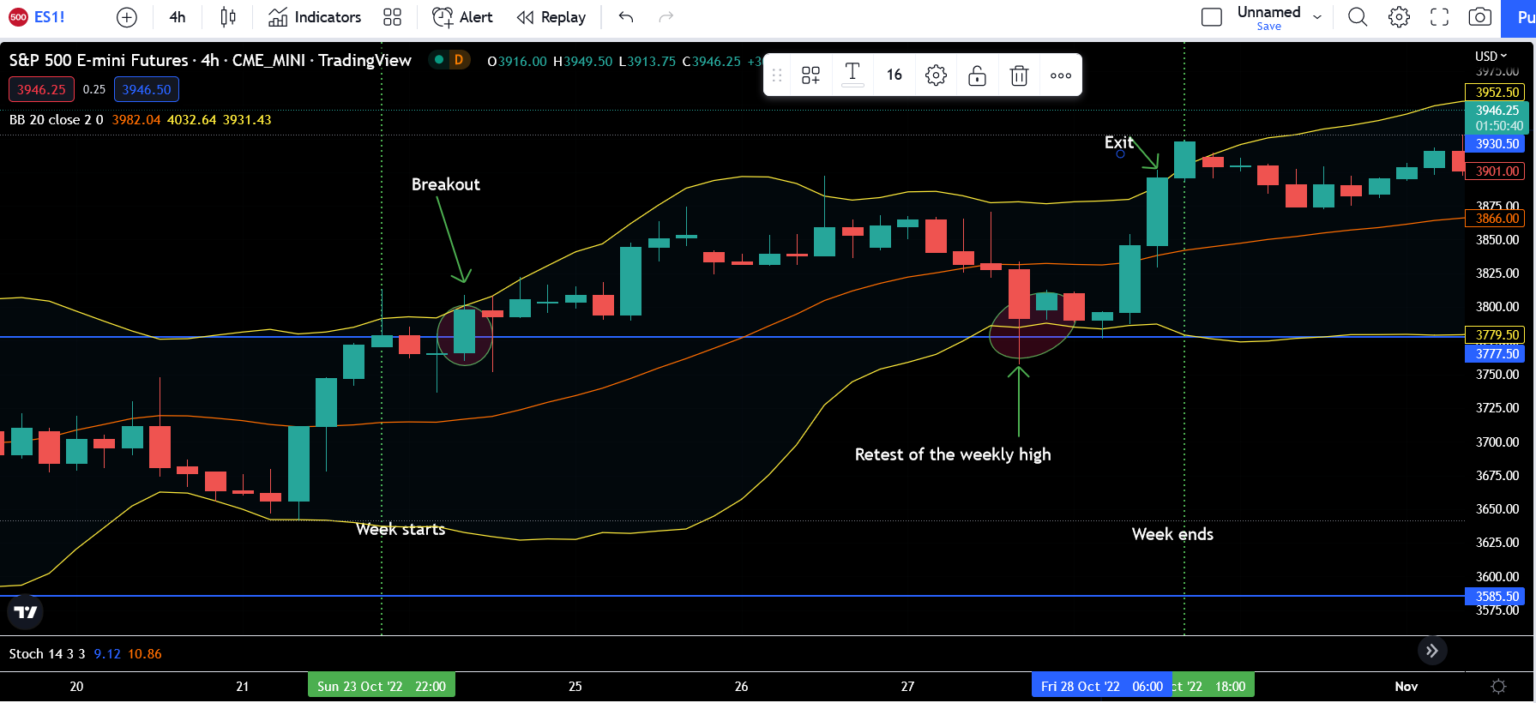 500 ES1! 4h Indicators Alert Replay Unnamed
Save
S&P 500 E-mini Futures · 4h · CME_MINI · TradingView D O3916.00 H3949.50 L3913.75 C3946.25 16 USD
3975.00
3946.25 0.25 3946.50
3952.50
3946.25
01:50:40
BB 20 close 2 0 3982.04 4032.64 3931.43
3930.50
Exit
3901.00
Breakout
3875.00
3866.00
3850.00
3825.00
3800.00
3779.50
3777.50
3750.00
3725.00
3700.00
Retest of the weekly high
3675.00
3650.00
Week starts
Week ends
3625.00
3600.00
3585.50
3575.00
Stoch 14 3 3 9.12 10.86
20 21 Sun 23 Oct '22 22:00 25 26 27 Fri 28 Oct '22 06:00 ct '22 18:00 Nov